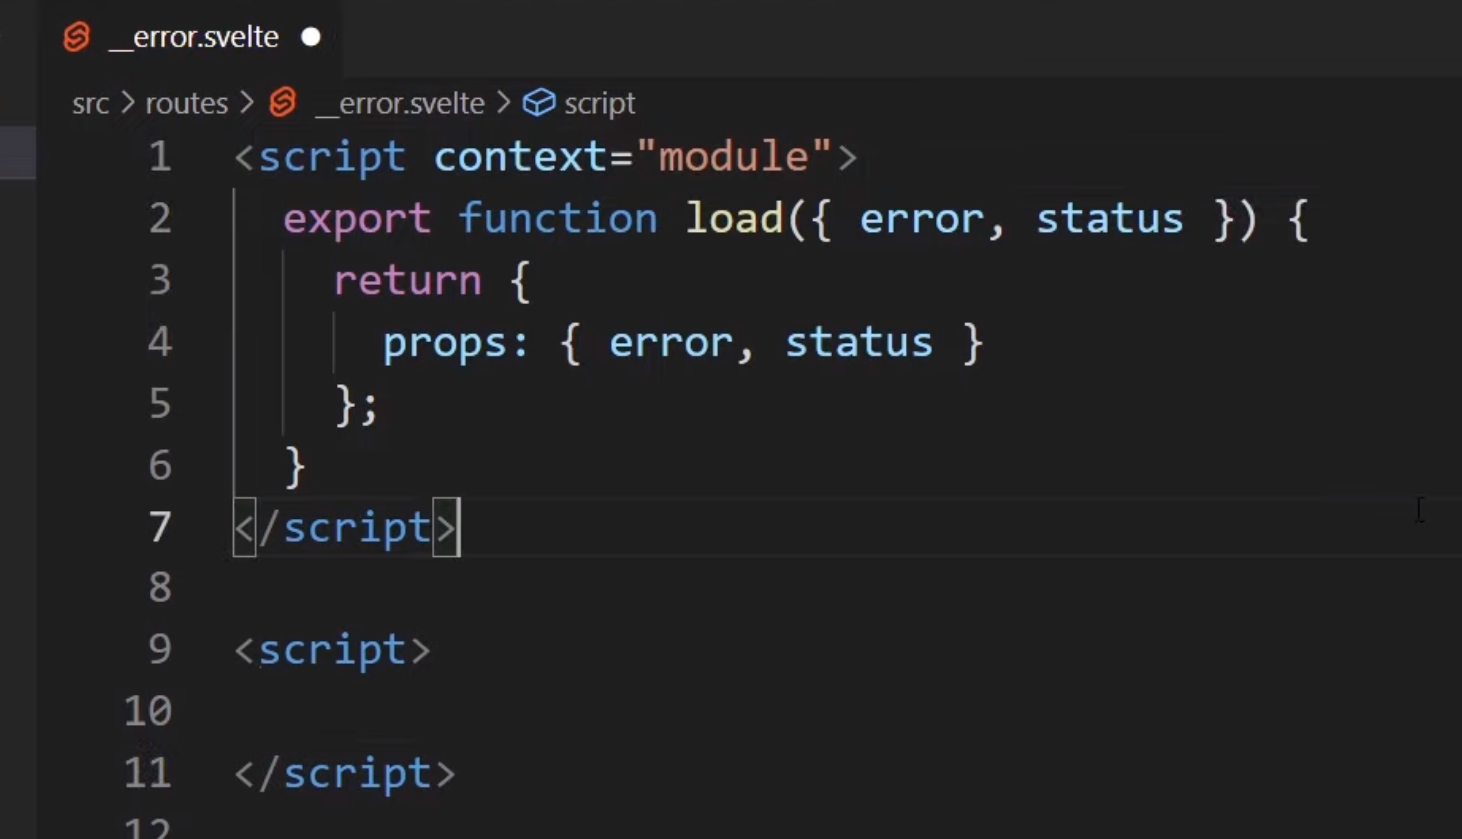 __error.svelte
src > routes > __error.svelte > script
1 <script context="module">
2 export function load({ error, status }) {
3 return {
4 props: { error, status }
5 };
6 }
7 </script>
8
9 <script>
10
11 </script>
12